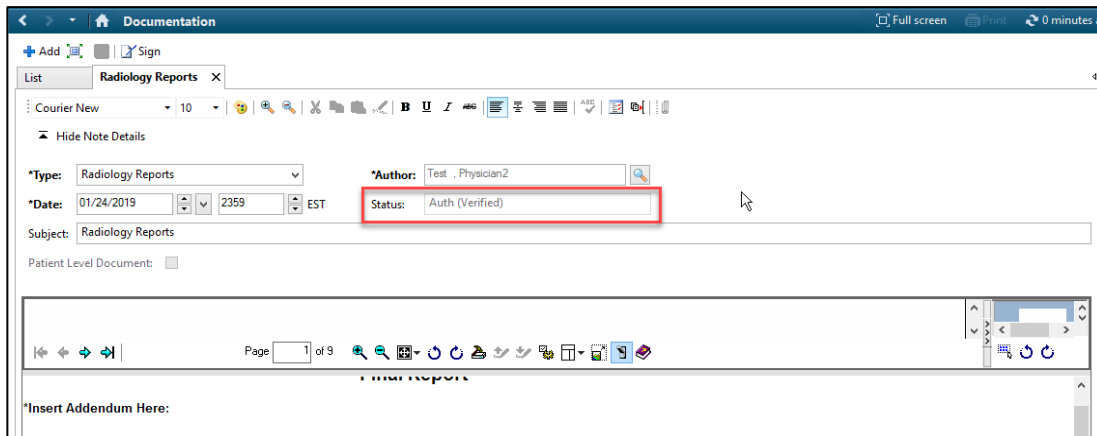 Documentation Full screen Print 0 minutes
Add Sign
List Radiology Reports X
Courier New 10 B U I ABC ABC
Hide Note Details
*Type: Radiology Reports *Author: Test , Physician2
*Date: 01/24/2019 2359 EST Status: Auth (Verified)
Subject: Radiology Reports
Patient Level Document:
Page 1 of 9
Final Report
*Insert Addendum Here: